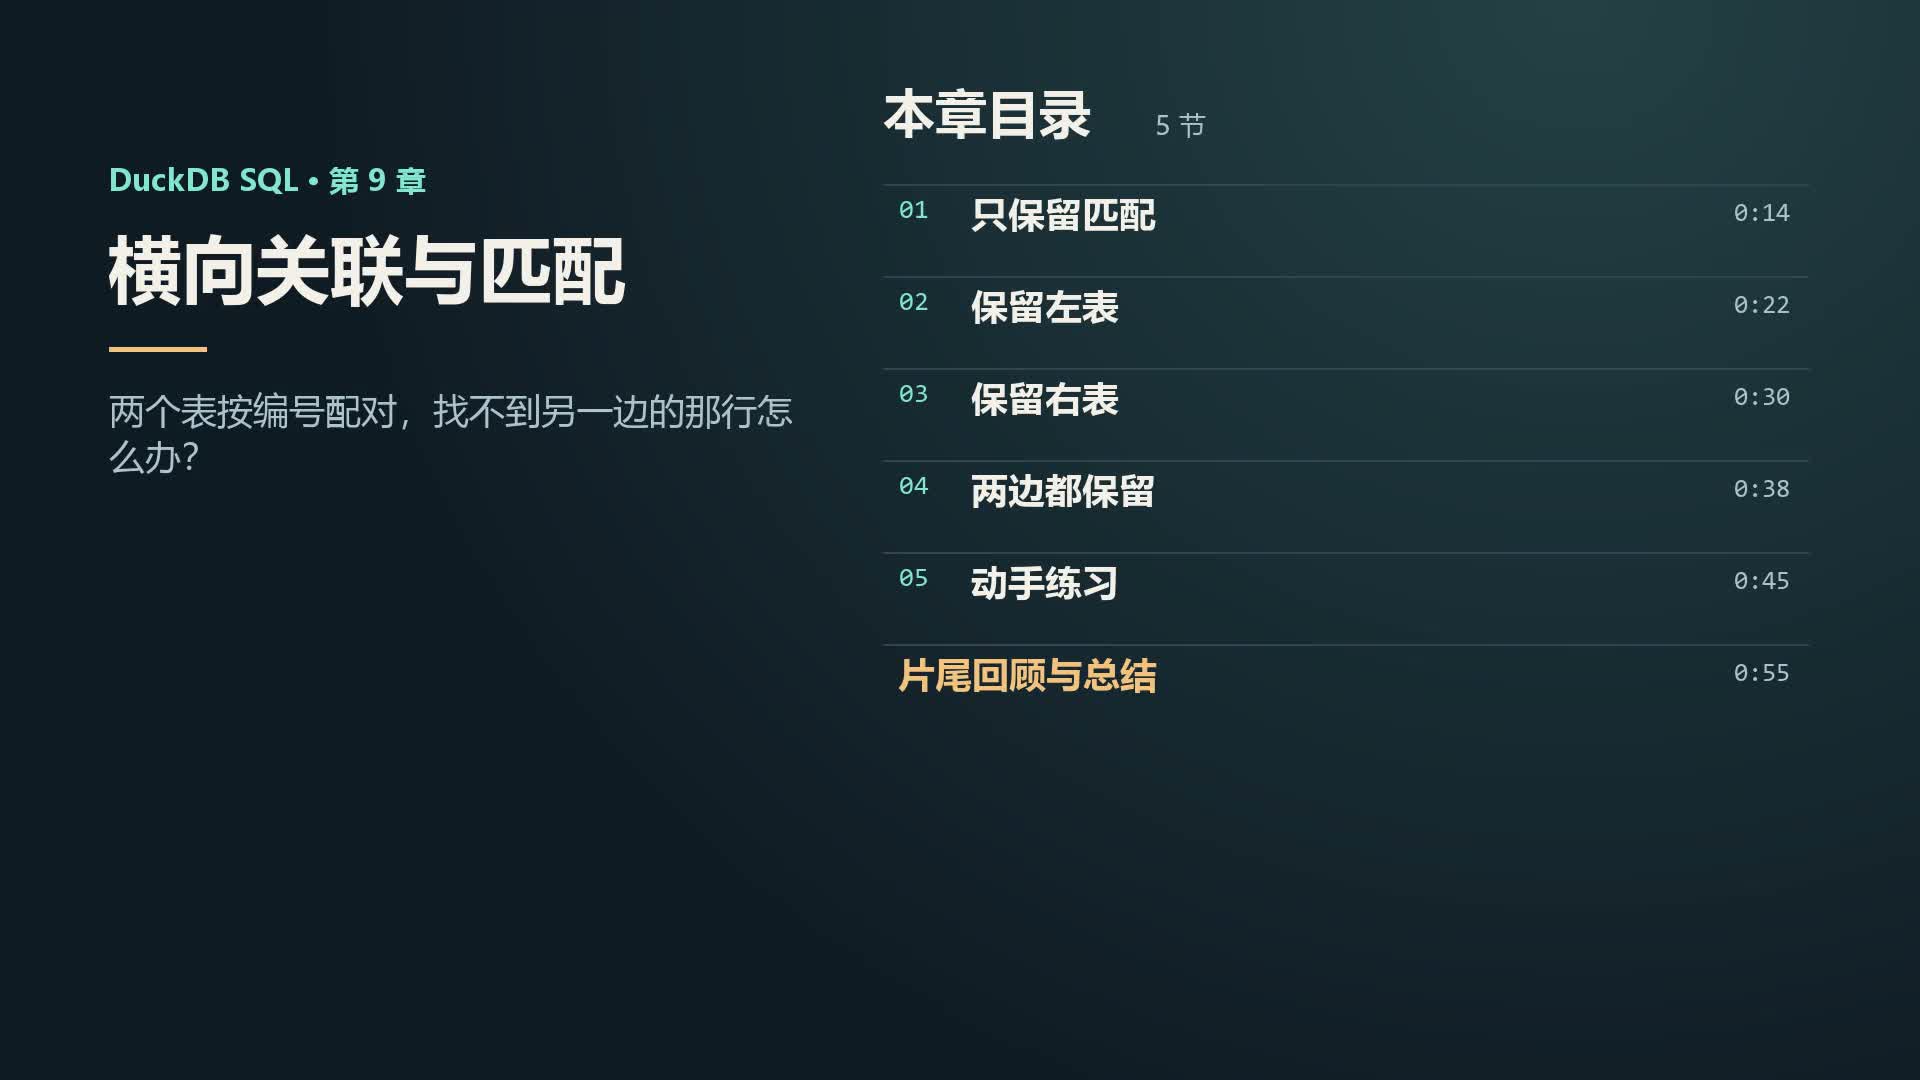 DuckDB SQL • 第 9 章
横向关联与匹配
两个表按编号配对，找不到另一边的那行怎
么办？
本章目录 5 节
01 只保留匹配 0:14
02 保留左表 0:22
03 保留右表 0:30
04 两边都保留 0:38
05 动手练习 0:45
片尾回顾与总结 0:55